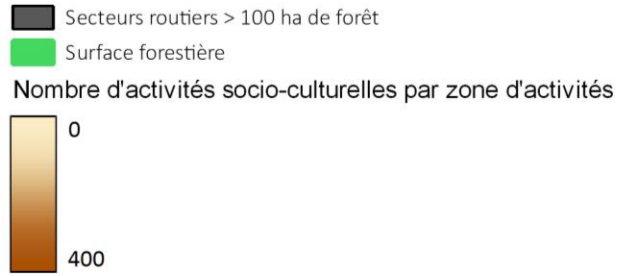 Secteurs routiers > 100 ha de forêt
Surface forestière
Nombre d'activités socio-culturelles par zone d'activités
0
400